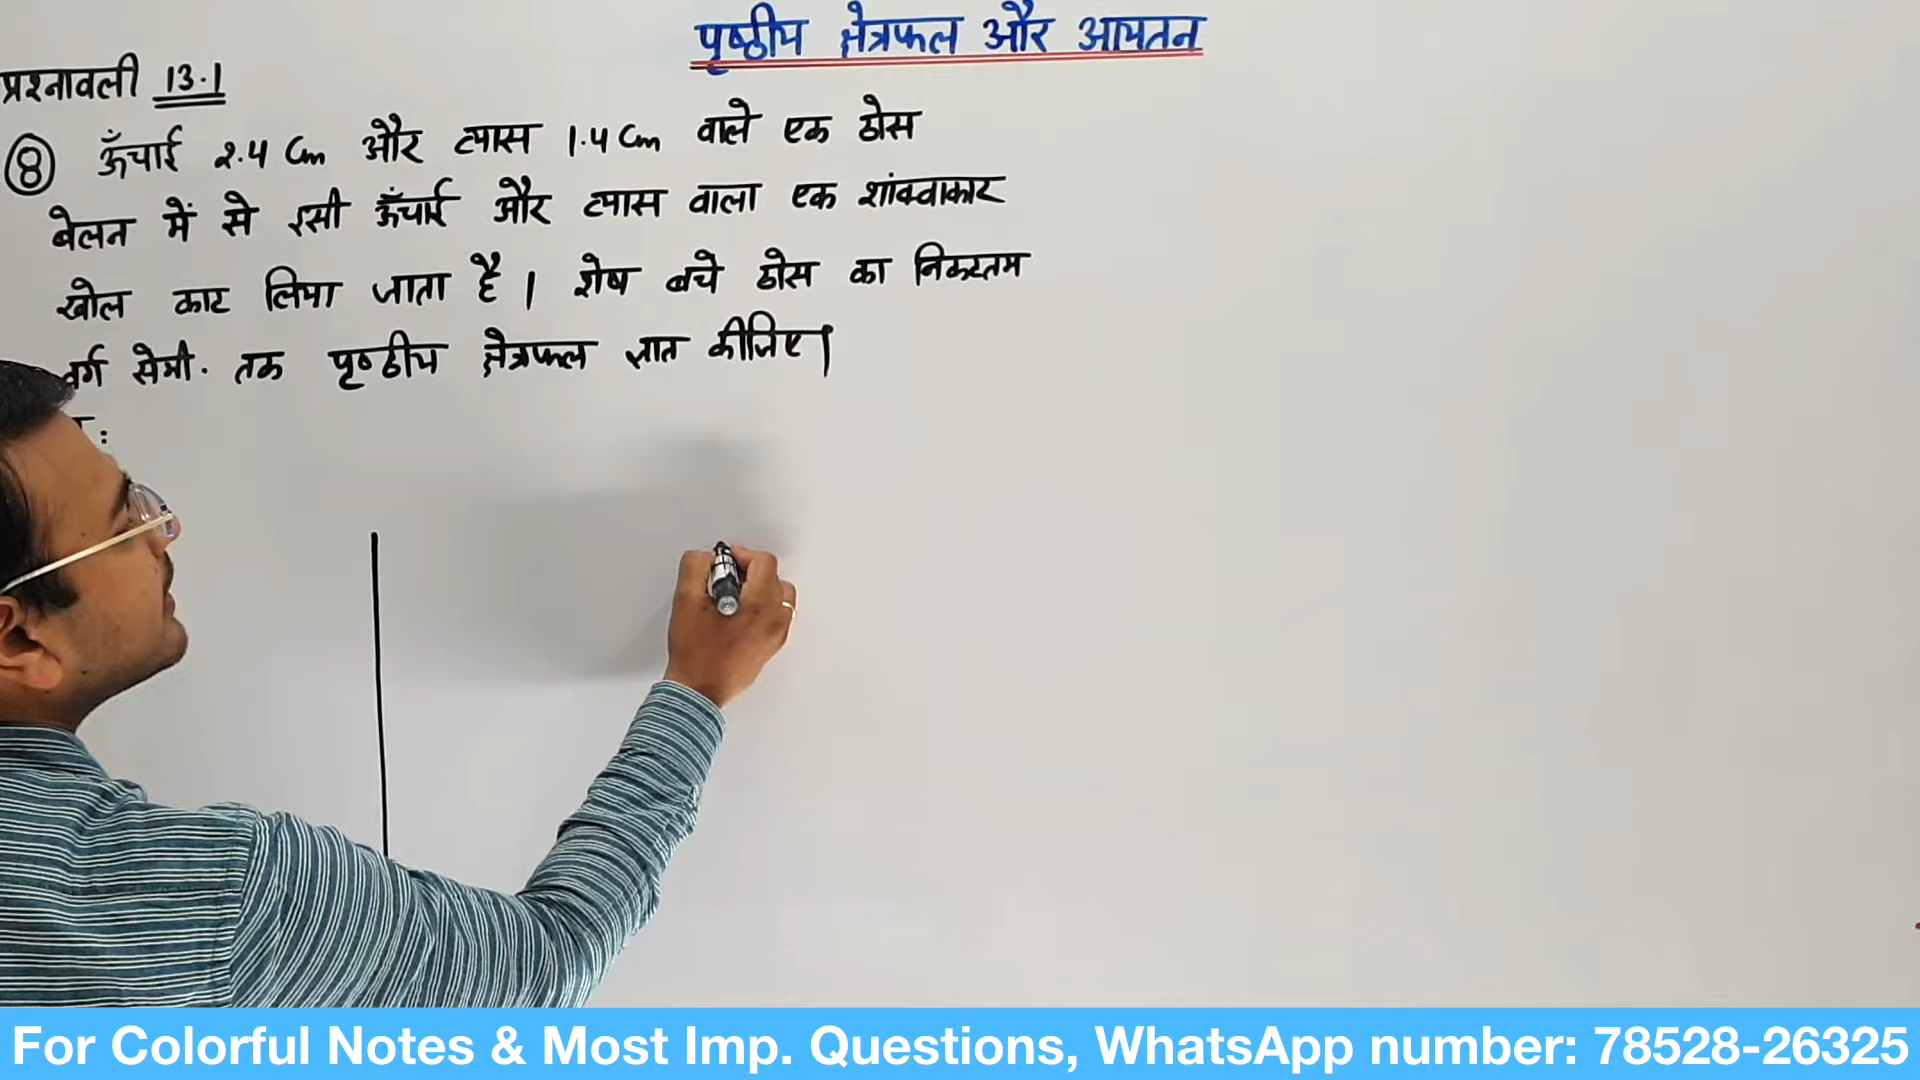 पृष्ठीय क्षेत्रफल और आयतन
प्रश्नावली 13.1
8 ऊँचाई 2.4 Cm और व्यास 1.4 Cm वाले एक ठोस
बेलन में से इसी ऊँचाई और व्यास वाला एक शांक्वाकार
खोल काट लिया जाता है। शेष बचे ठोस का निकटतम
वर्ग सेमी. तक पृष्ठीय क्षेत्रफल ज्ञात कीजिए।
For Colorful Notes & Most Imp. Questions, WhatsApp number: 78528-26325